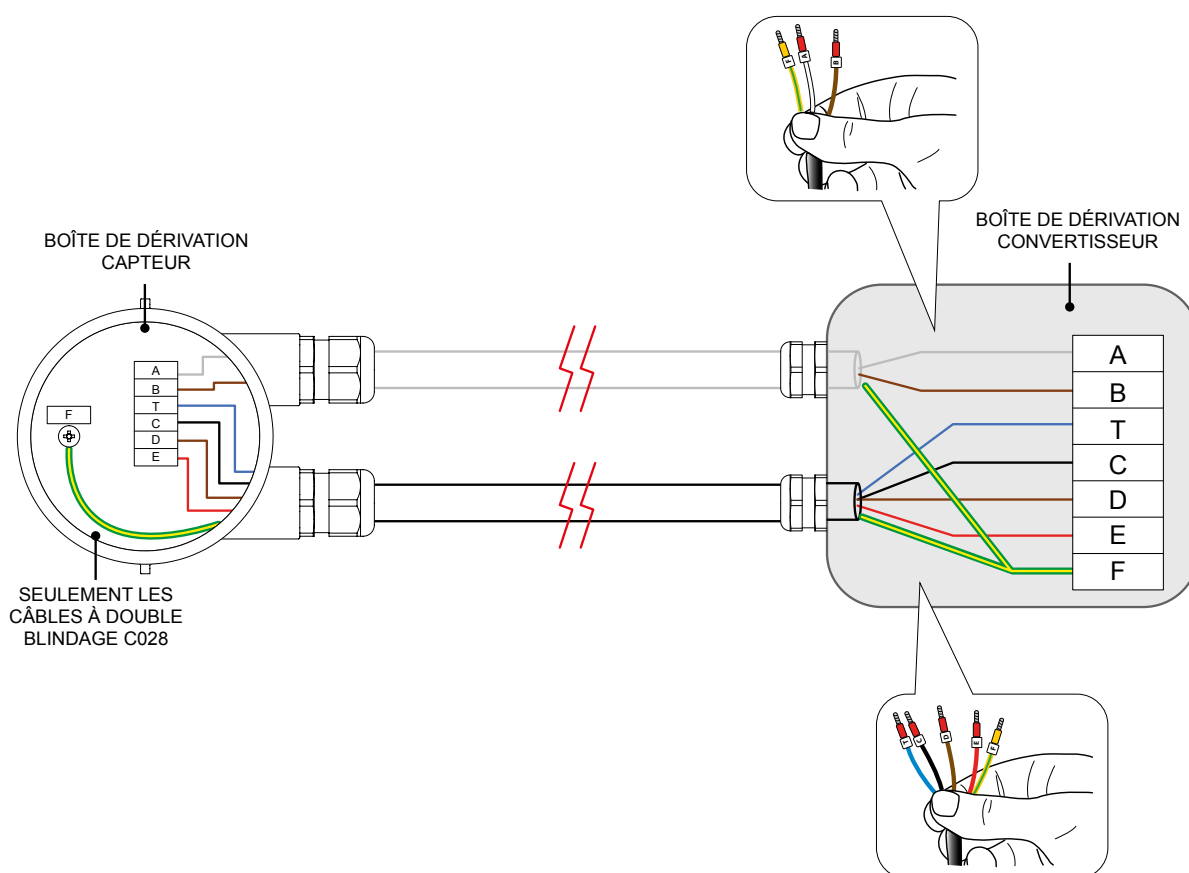 F
A
B
BOÎTE DE DÉRIVATION
CONVERTISSEUR
BOÎTE DE DÉRIVATION
CAPTEUR
A
B
T
C
D
E
F
A
B
T
C
D
E
F
SEULEMENT LES
CÂBLES À DOUBLE
BLINDAGE C028
T
C
D
E
F